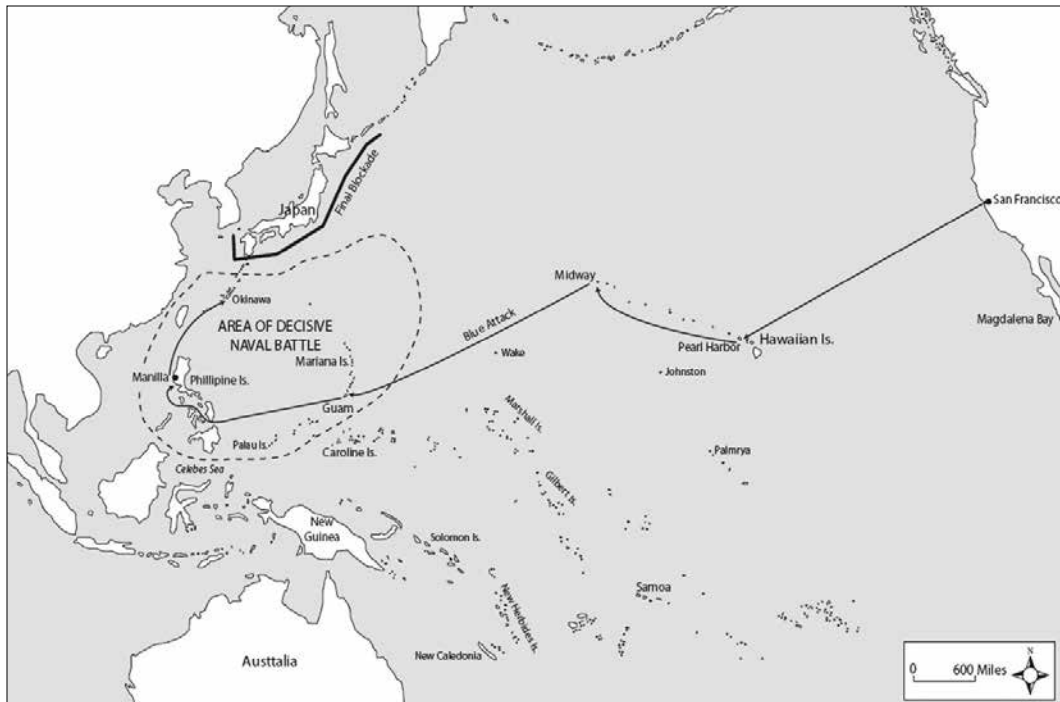 Japan
Final Blockade
San Francisco
Midway
Okinawa
Magdalena Bay
AREA OF DECISIVE
NAVAL BATTLE
Blue Attack
Pearl Harbor
Hawaiian Is.
Wake
Mariana Is.
Johnston
Manilla
Phillipine Is.
Guam
Marshall Is.
Palau Is.
Caroline Is.
Palmrya
Celebes Sea
Gilbert Is.
New
Guinea
Solomon Is.
Samoa
New Herbides Is.
New Caledonia
Austtalia
N
0 600 Miles